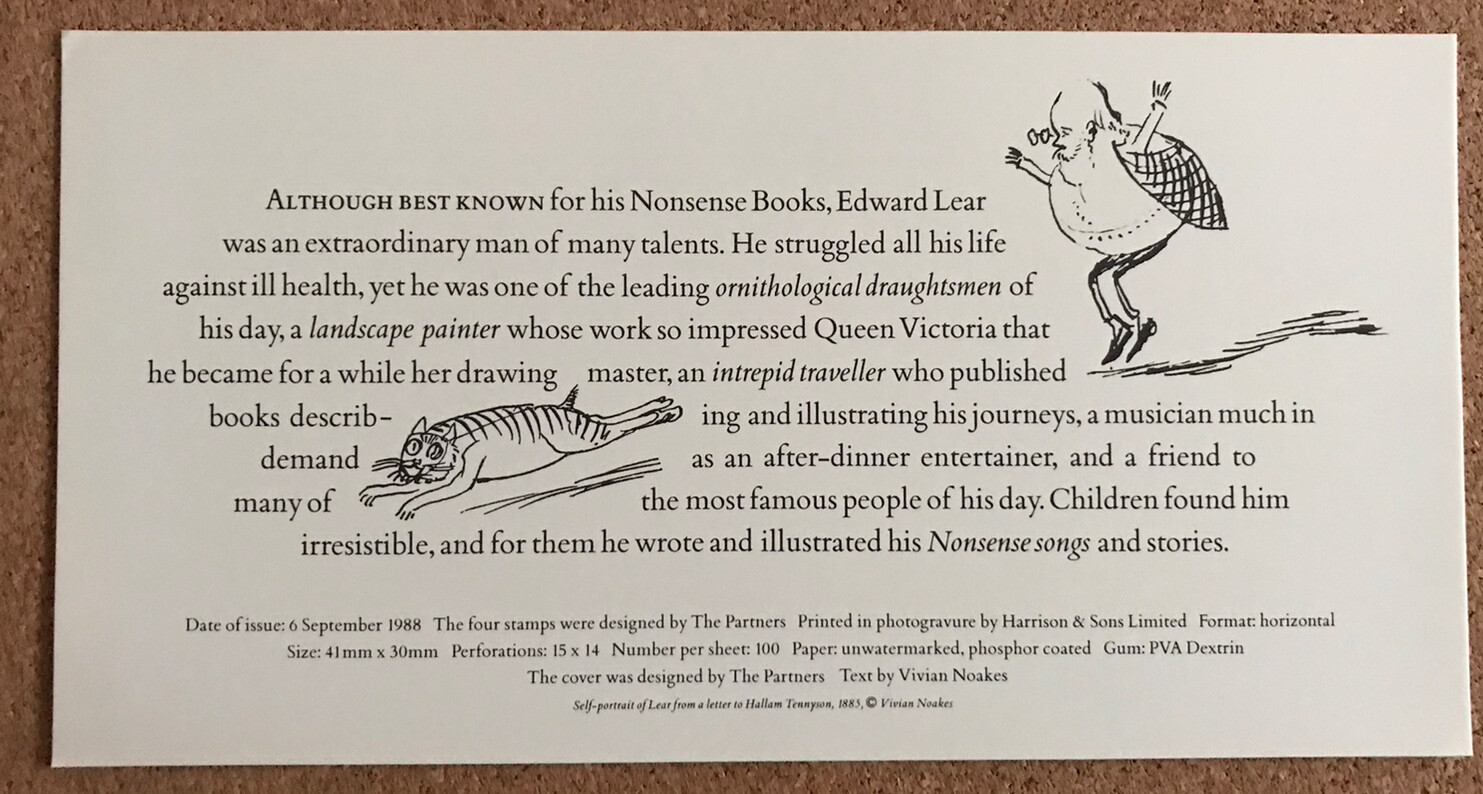 ALTHOUGH BEST KNOWN for his Nonsense Books, Edward Lear
was an extraordinary man of many talents. He struggled all his life
against ill health, yet he was one of the leading ornithological draughtsmen of
his day, a landscape painter whose work so impressed Queen Victoria that
he became for a while her drawing master, an intrepid traveller who published
books describ- ing and illustrating his journeys, a musician much in
demand as an after-dinner entertainer, and a friend to
many of the most famous people of his day. Children found him
irresistible, and for them he wrote and illustrated his Nonsense songs and stories.
Date of issue: 6 September 1988 The four stamps were designed by The Partners Printed in photogravure by Harrison & Sons Limited Format: horizontal
Size: 41mm x 30mm Perforations: 15 x 14 Number per sheet: 100 Paper: unwatermarked, phosphor coated Gum: PVA Dextrin
The cover was designed by The Partners Text by Vivian Noakes
Self-portrait of Lear from a letter to Hallam Tennyson, 1885, © Vivian Noakes